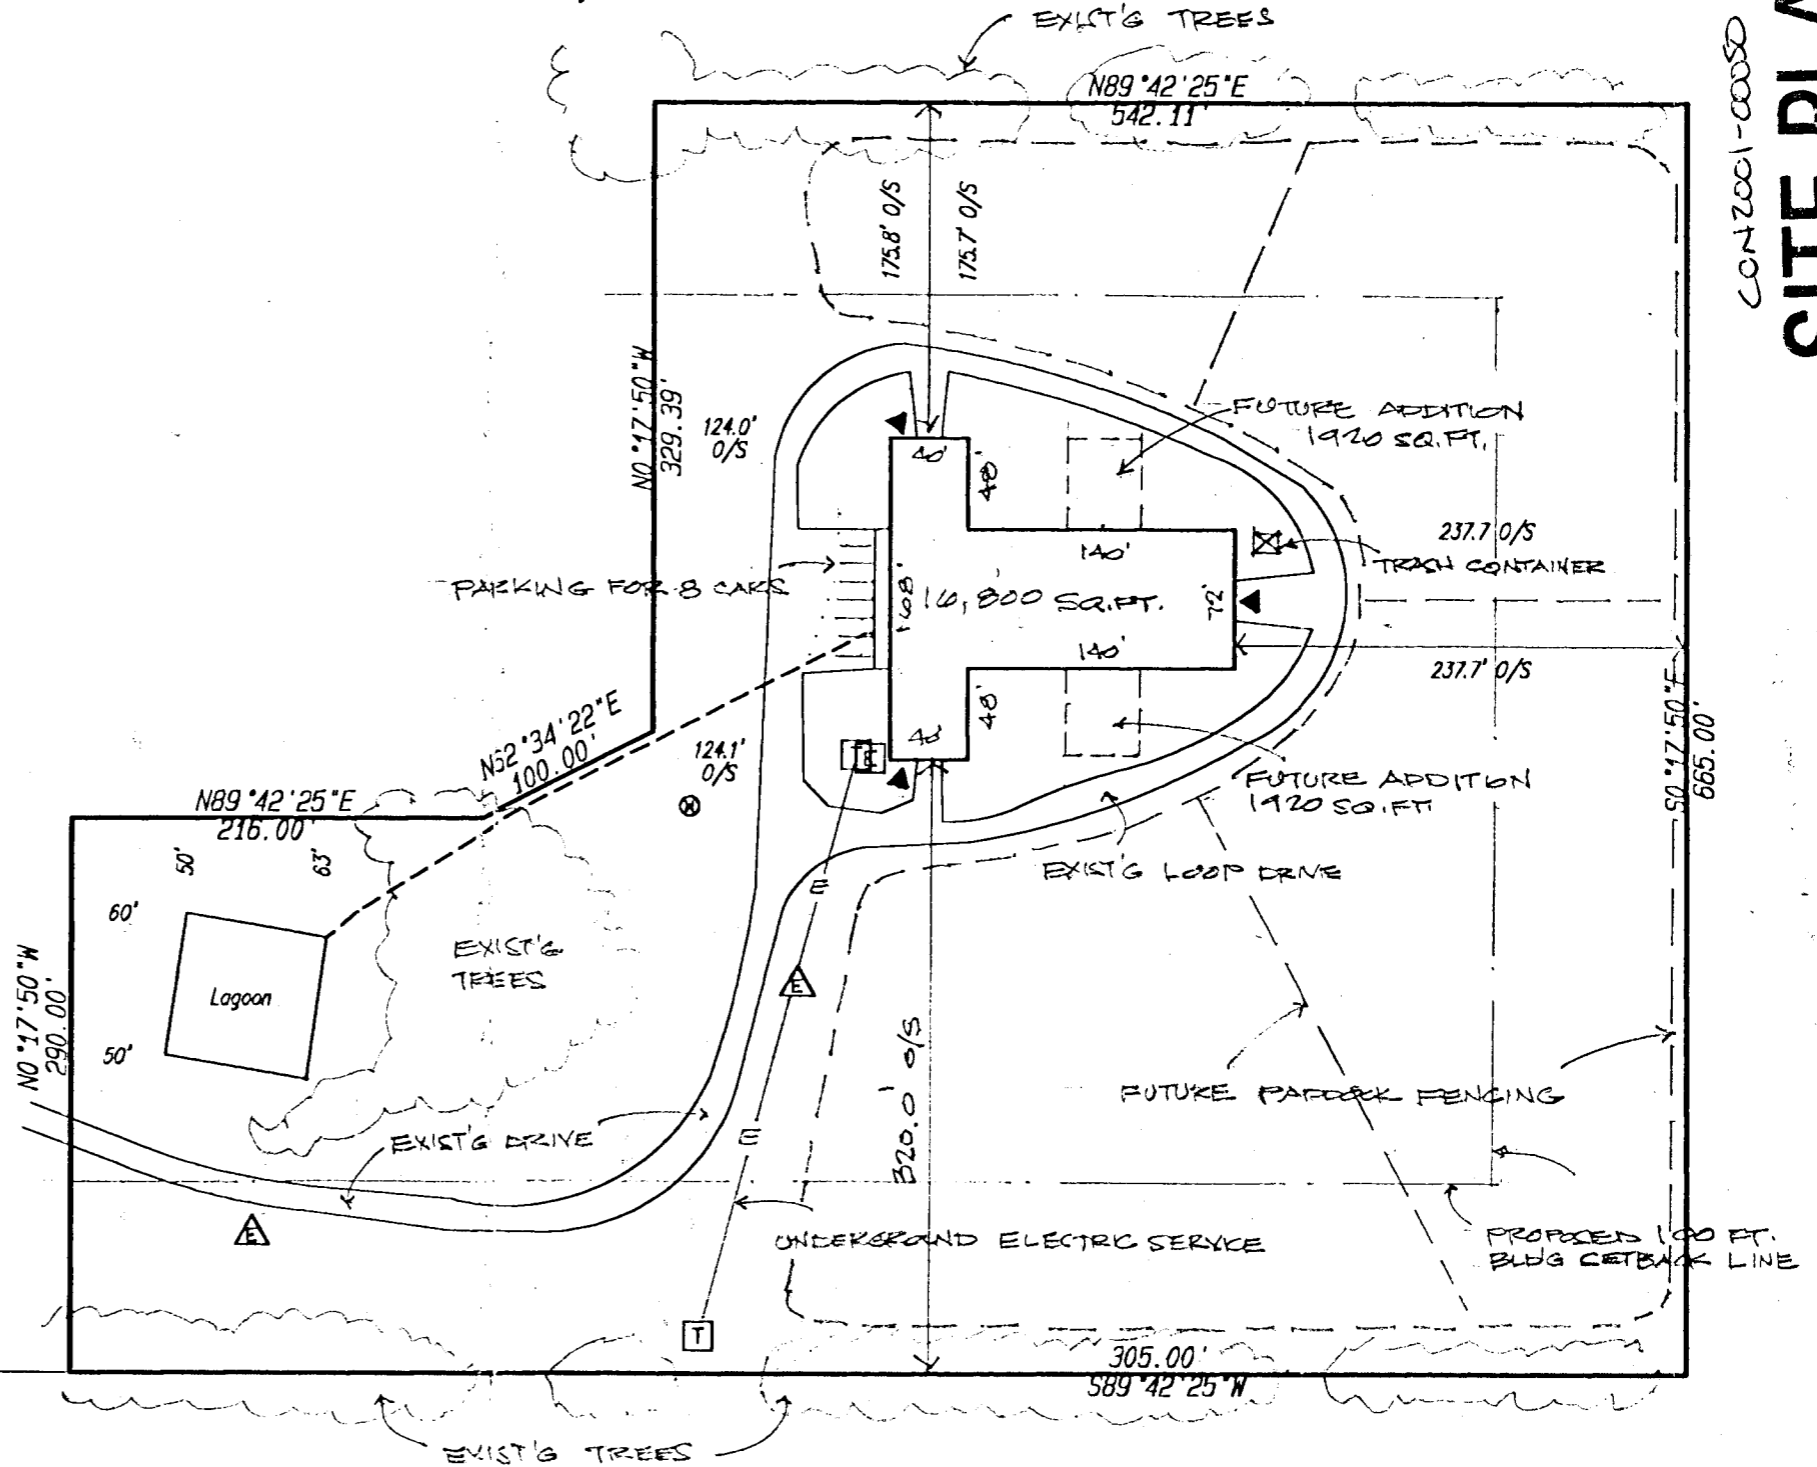 EXIST'G TREES
CON2001-00050
N89°42'25"E
542.11'
175.8' O/S
175.7' O/S
N0°17'50"W
329.39'
124.0'
O/S
40'
48'
FUTURE ADDITION
1920 SQ.FT.
237.7 O/S
TRASH CONTAINER
140'
PARKING FOR 8 CARS
168'
16,800 SQ.FT.
72'
140'
237.7' O/S
48'
40'
N62°34'22"E
100.00'
124.1'
O/S
T
E
S0°17'50"E
665.00'
FUTURE ADDITION
1920 SQ.FT.
N89°42'25"E
216.00'
50'
63'
60'
EXIST'G LOOP DRIVE
E
EXIST'G
TREES
Lagoon
E
N0°17'50"W
290.00'
50'
320.0' O/S
FUTURE PADDOCK FENCING
EXIST'G DRIVE
E
E
UNDERGROUND ELECTRIC SERVICE
PROPOSED 100 FT.
BLDG SETBACK LINE
T
305.00'
S89°42'25"W
EXIST'G TREES